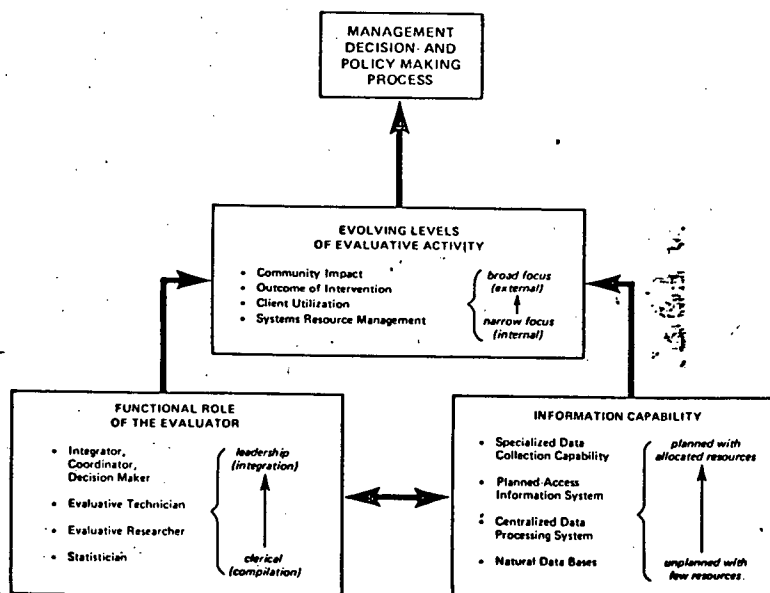 MANAGEMENT
DECISION- AND
POLICY MAKING
PROCESS
EVOLVING LEVELS
OF EVALUATIVE ACTIVITY
• Community Impact
• Outcome of Intervention
• Client Utilization
• Systems Resource Management
broad focus
(external)
narrow focus
(internal)
FUNCTIONAL ROLE
OF THE EVALUATOR
• Integrator,
Coordinator,
Decision Maker
• Evaluative Technician
• Evaluative Researcher
• Statistician
leadership
(integration)
clerical
(compilation)
INFORMATION CAPABILITY
• Specialized Data
Collection Capability
• Planned-Access
Information System
• Centralized Data
Processing System
• Natural Data Bases
planned with
allocated resources
unplanned with
few resources